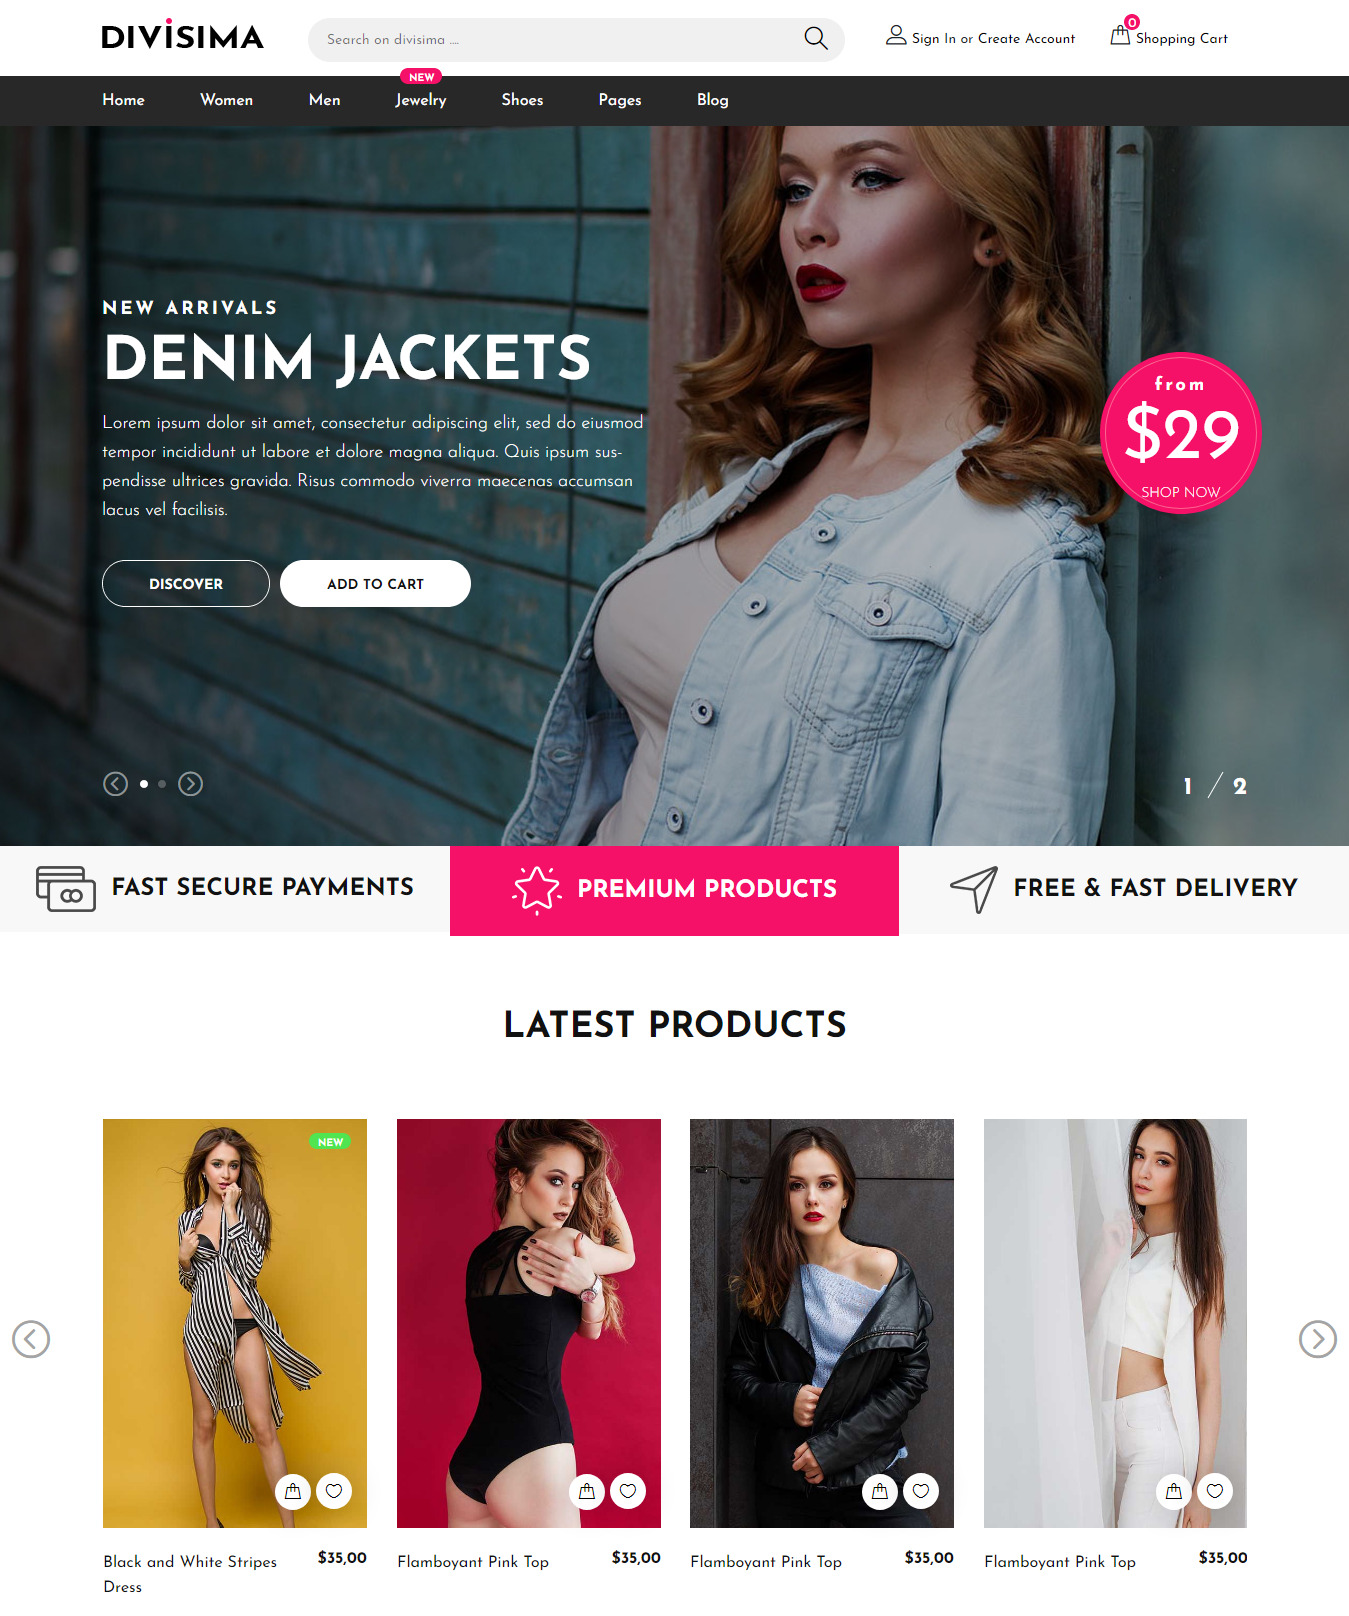 DIVISIMA
Search on divisima ....
Sign In or Create Account
0
Shopping Cart
NEW
Home
Women
Men
Jewelry
Shoes
Pages
Blog
NEW ARRIVALS
DENIM JACKETS
Lorem ipsum dolor sit amet, consectetur adipiscing elit, sed do eiusmod
tempor incididunt ut labore et dolore magna aliqua. Quis ipsum sus-
pendisse ultrices gravida. Risus commodo viverra maecenas accumsan
lacus vel facilisis.
DISCOVER
ADD TO CART
from
$29
SHOP NOW
1 / 2
FAST SECURE PAYMENTS
PREMIUM PRODUCTS
FREE & FAST DELIVERY
LATEST PRODUCTS
NEW
Black and White Stripes
Dress
$35,00
Flamboyant Pink Top
$35,00
Flamboyant Pink Top
$35,00
Flamboyant Pink Top
$35,00